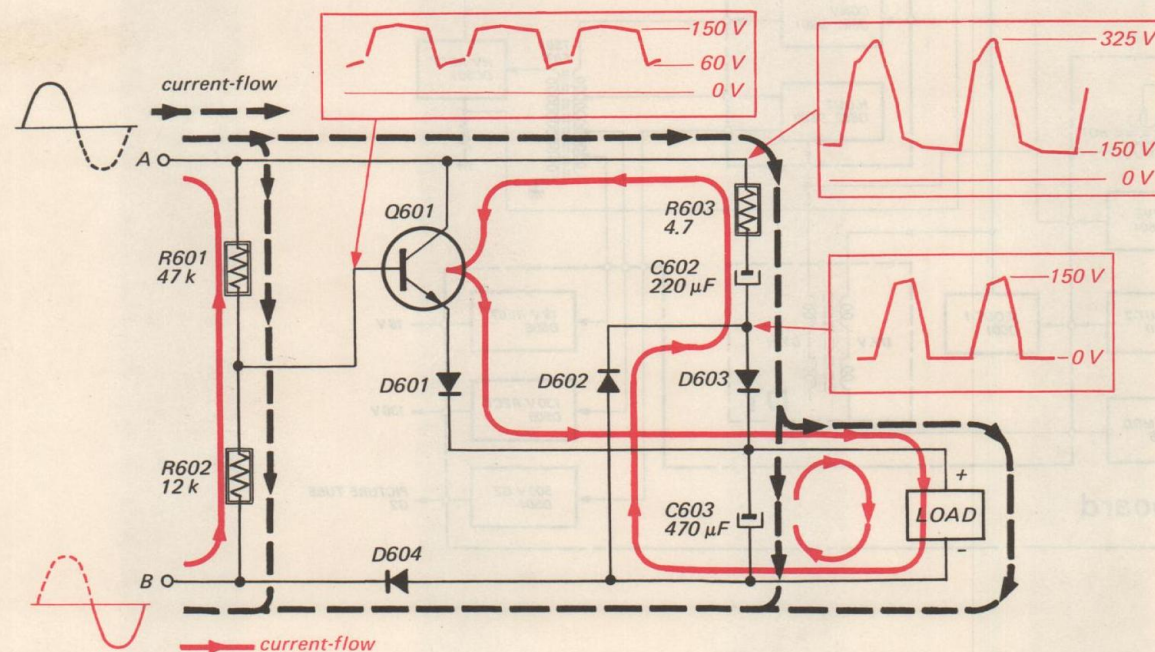 150 V
60 V
0 V
325 V
150 V
0 V
current-flow
A
Q601
R601
47 k
R603
4.7
C602
220 µF
150 V
0 V
D601
D602
D603
R602
12 k
C603
470 µF
+
LOAD
-
D604
B
current-flow